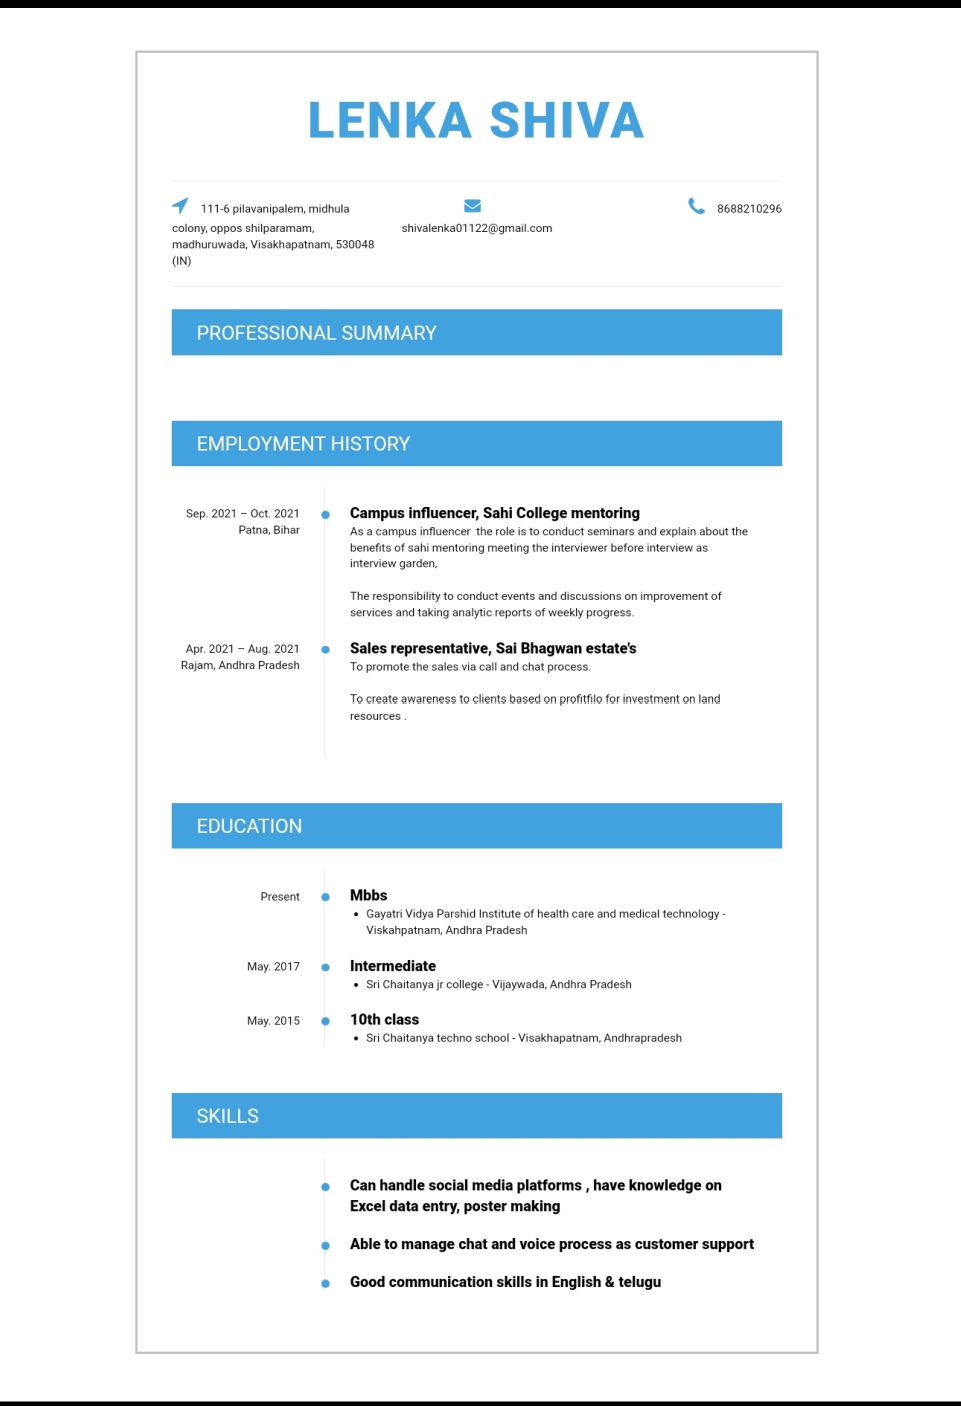 LENKA SHIVA
111-6 pilavanipalem, midhula
colony, oppos shilparamam,
madhuruwada, Visakhapatnam, 530048
(IN)
shivalenka01122@gmail.com
8688210296
PROFESSIONAL SUMMARY
EMPLOYMENT HISTORY
Sep. 2021 – Oct. 2021
Patna, Bihar
Campus influencer, Sahi College mentoring
As a campus influencer  the role is to conduct seminars and explain about the
benefits of sahi mentoring meeting the interviewer before interview as
interview garden,
The responsibility to conduct events and discussions on improvement of
services and taking analytic reports of weekly progress.
Apr. 2021 – Aug. 2021
Rajam, Andhra Pradesh
Sales representative, Sai Bhagwan estate's
To promote the sales via call and chat process.
To create awareness to clients based on profitfilo for investment on land
resources .
EDUCATION
Present
Mbbs
• Gayatri Vidya Parshid Institute of health care and medical technology -
Viskahpatnam, Andhra Pradesh
May. 2017
Intermediate
• Sri Chaitanya jr college - Vijaywada, Andhra Pradesh
May. 2015
10th class
• Sri Chaitanya techno school - Visakhapatnam, Andhrapradesh
SKILLS
Can handle social media platforms , have knowledge on
Excel data entry, poster making
Able to manage chat and voice process as customer support
Good communication skills in English & telugu